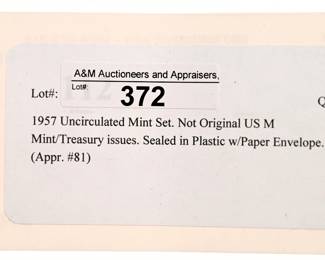 A&M Auctioneers and Appraisers,
Lot#: Lot#: 372
Q
1957 Uncirculated Mint Set. Not Original US M
Mint/Treasury issues. Sealed in Plastic w/Paper Envelope.
(Appr. #81)